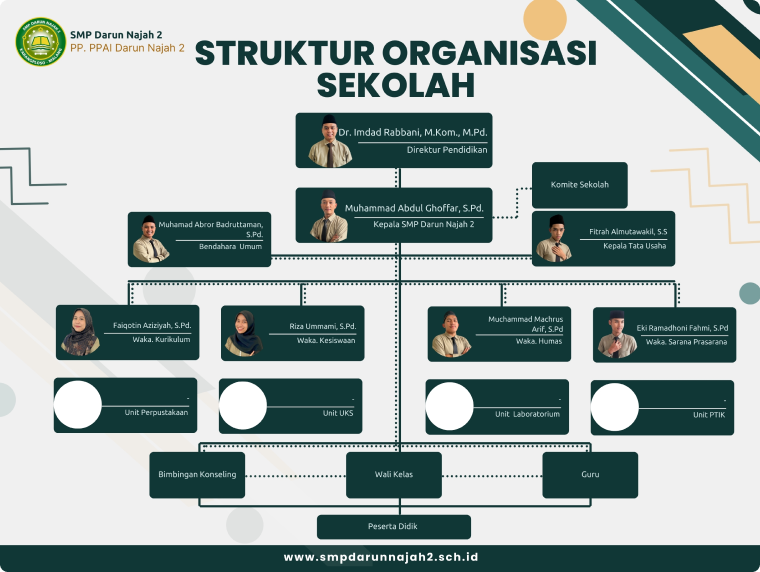 SMP Darun Najah 2
PP. PPAI Darun Najah 2
STRUKTUR ORGANISASI
SEKOLAH
Dr. Imdad Rabbani, M.Kom., M.Pd.
Direktur Pendidikan
Muhammad Abdul Ghoffar, S.Pd.
Kepala SMP Darun Najah 2
Komite Sekolah
Muhamad Abror Badruttaman,
S.Pd.
Bendahara Umum
Fitrah Almutawakil, S.S
Kepala Tata Usaha
Faiqotin Aziziyah, S.Pd.
Waka. Kurikulum
Riza Ummami, S.Pd.
Waka. Kesiswaan
Muchammad Machrus
Arif, S.Pd
Waka. Humas
Eki Ramadhoni Fahmi, S.Pd
Waka. Sarana Prasarana
-
Unit Perpustakaan
-
Unit UKS
-
Unit Laboratorium
-
Unit PTIK
Bimbingan Konseling
Wali Kelas
Guru
Peserta Didik
www.smpdarunnajah2.sch.id